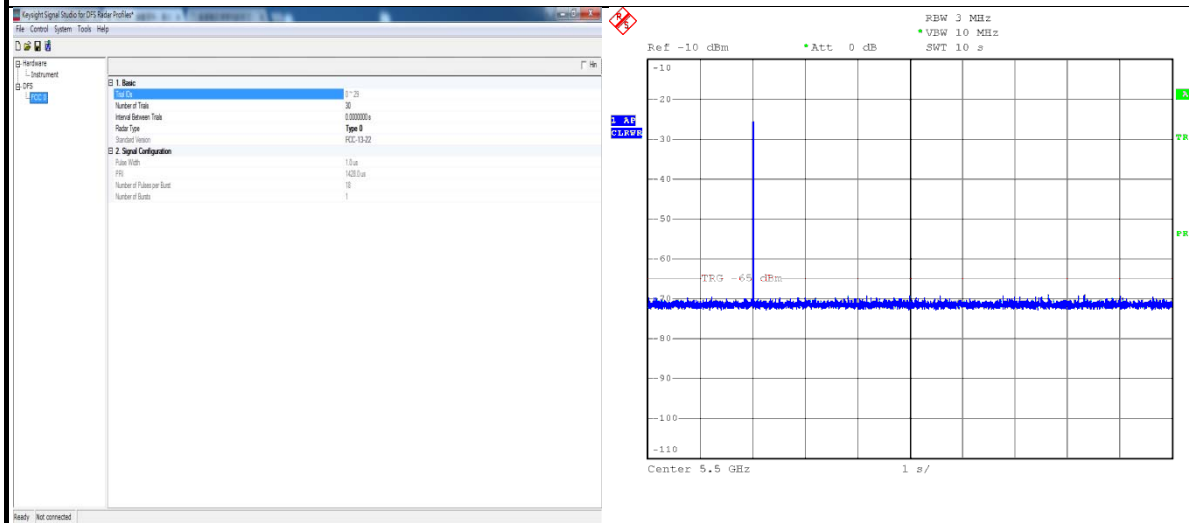 Keysight Signal Studio for DFS Radar Profiles*
File Control System Tools Help
Hardware
Instrument
DFS
FCC 0
Hin
1. Basic
Trial IDs 0 ~ 29
Number of Trials 30
Interval Between Trials 0.0000000 s
Radar Type Type 0
Standard Version FCC-13-22
2. Signal Configuration
Pulse Width 1.0 us
PRI 1428.0 us
Number of Pulses per Burst 18
Number of Bursts 1
Ready Not connected
R S
RBW 3 MHz
*VBW 10 MHz
Ref -10 dBm *Att 0 dB SWT 10 s
-10
A
-20
1 AP
CLRWR
TR
-30
-40
-50
PR
-60
TRG -65 dBm
-70
-80
-90
-100
-110
Center 5.5 GHz 1 s/